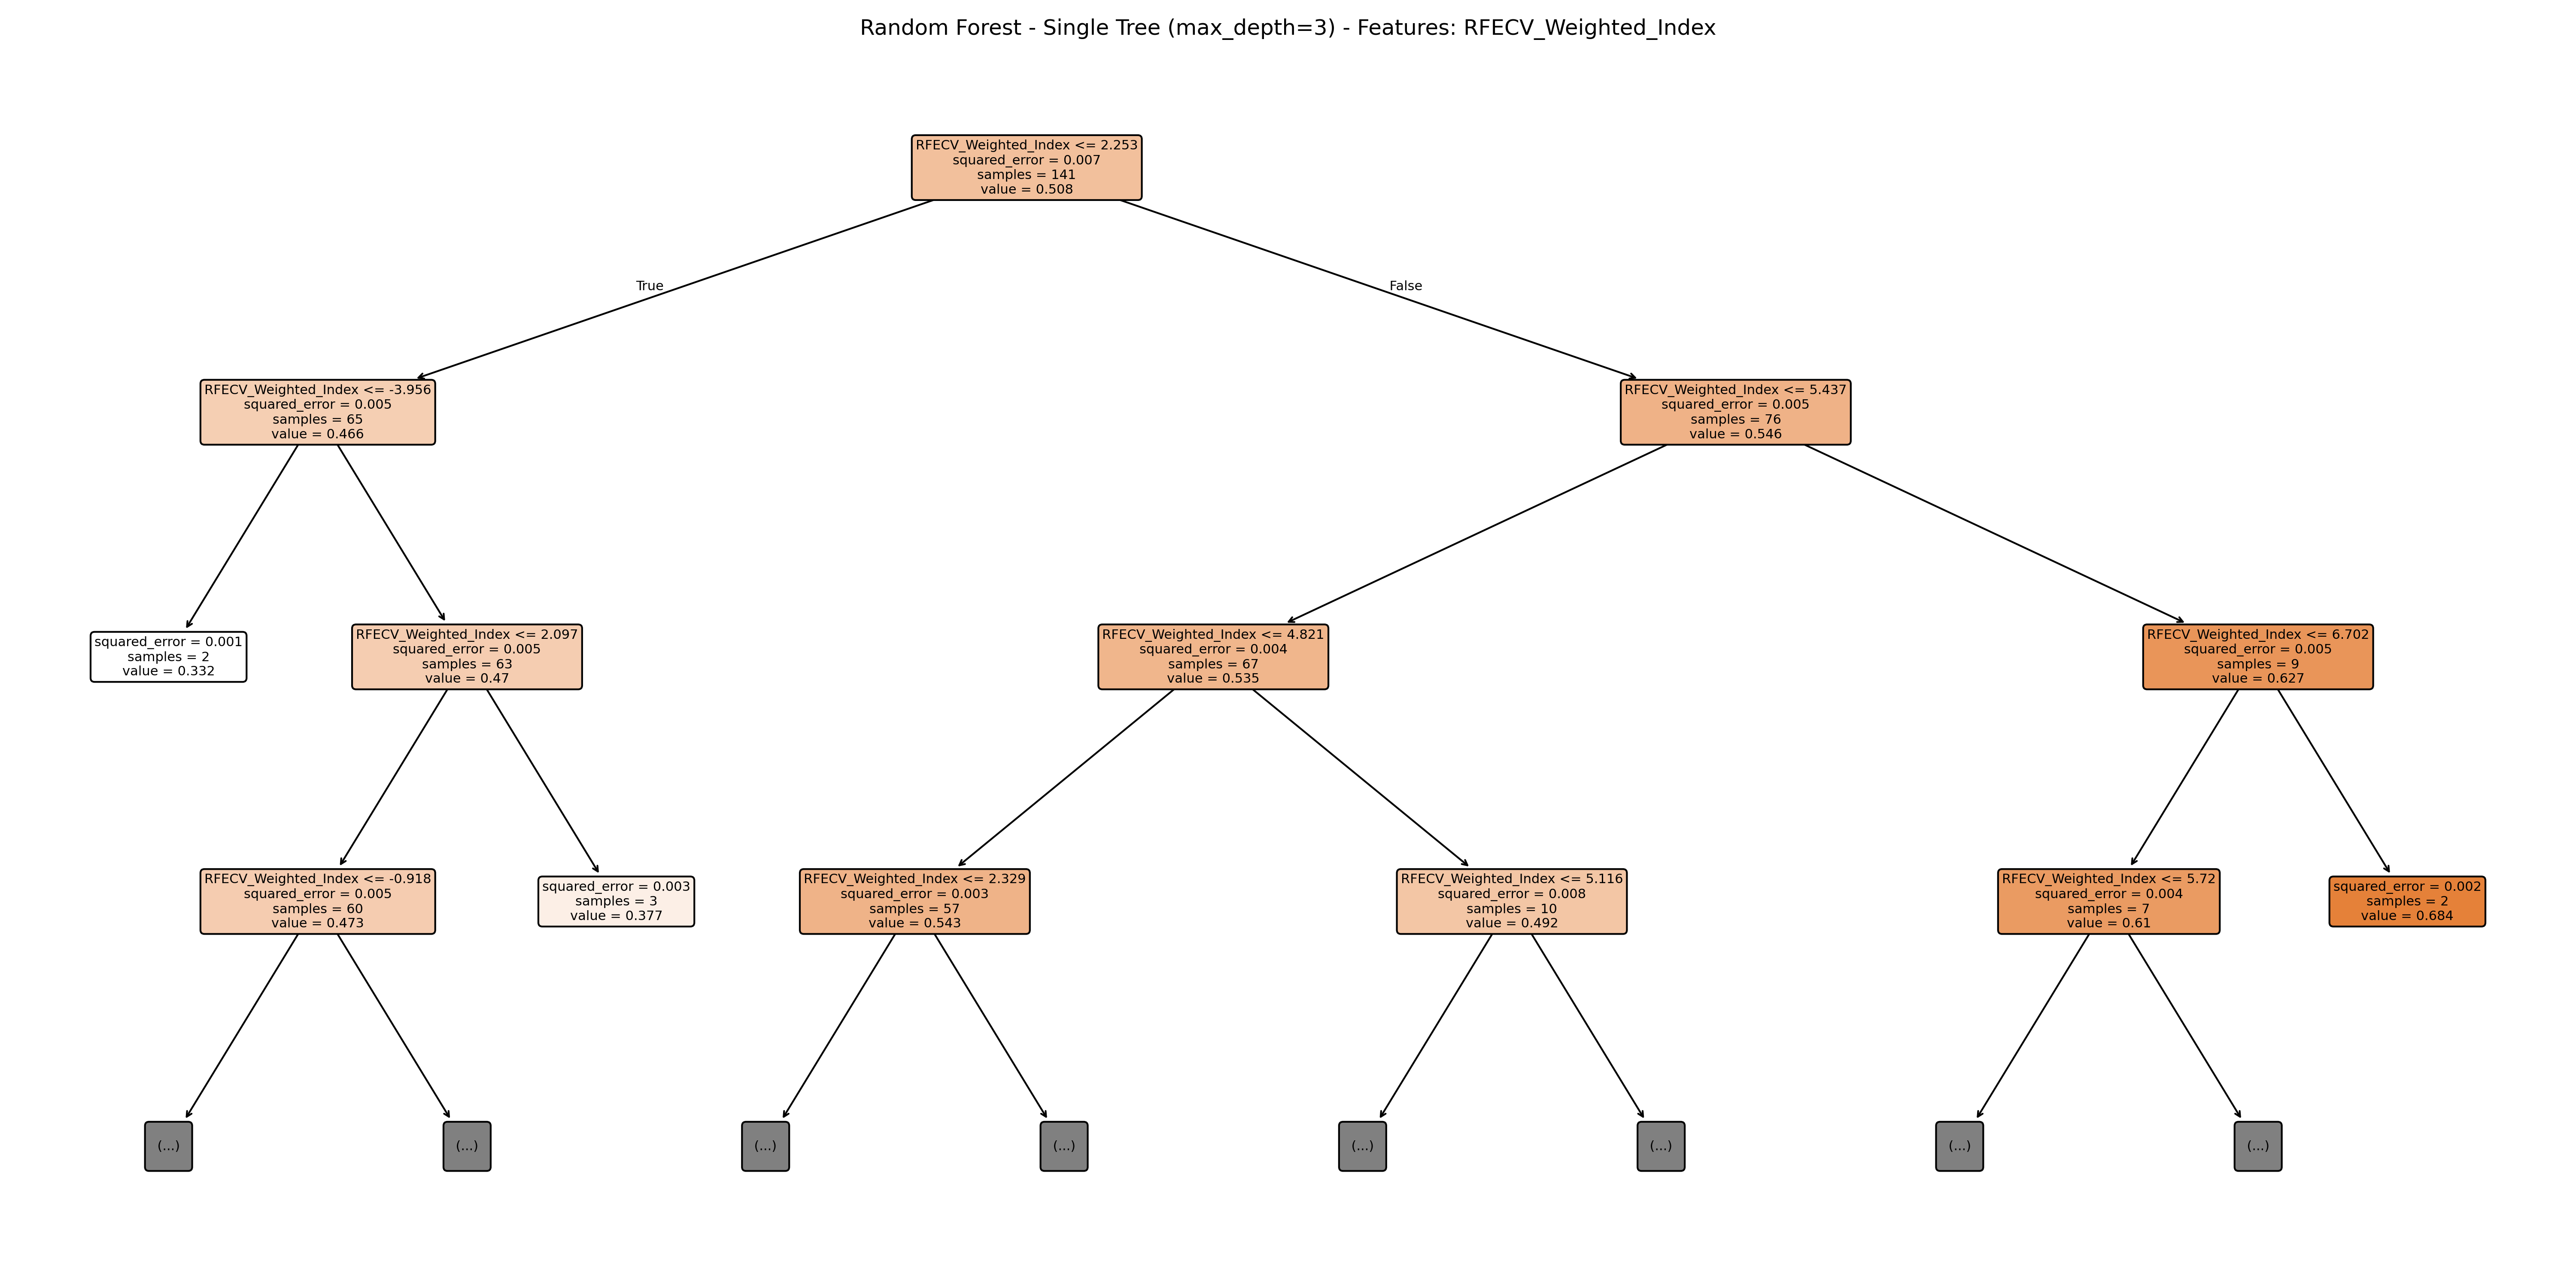 Random Forest - Single Tree (max_depth=3) - Features: RFECV_Weighted_Index
RFECV_Weighted_Index <= 2.253
squared_error = 0.007
samples = 141
value = 0.508
True
False
RFECV_Weighted_Index <= -3.956
squared_error = 0.005
samples = 65
value = 0.466
RFECV_Weighted_Index <= 5.437
squared_error = 0.005
samples = 76
value = 0.546
squared_error = 0.001
samples = 2
value = 0.332
RFECV_Weighted_Index <= 2.097
squared_error = 0.005
samples = 63
value = 0.47
RFECV_Weighted_Index <= 4.821
squared_error = 0.004
samples = 67
value = 0.535
RFECV_Weighted_Index <= 6.702
squared_error = 0.005
samples = 9
value = 0.627
RFECV_Weighted_Index <= -0.918
squared_error = 0.005
samples = 60
value = 0.473
squared_error = 0.003
samples = 3
value = 0.377
RFECV_Weighted_Index <= 2.329
squared_error = 0.003
samples = 57
value = 0.543
RFECV_Weighted_Index <= 5.116
squared_error = 0.008
samples = 10
value = 0.492
RFECV_Weighted_Index <= 5.72
squared_error = 0.004
samples = 7
value = 0.61
squared_error = 0.002
samples = 2
value = 0.684
(...)
(...)
(...)
(...)
(...)
(...)
(...)
(...)